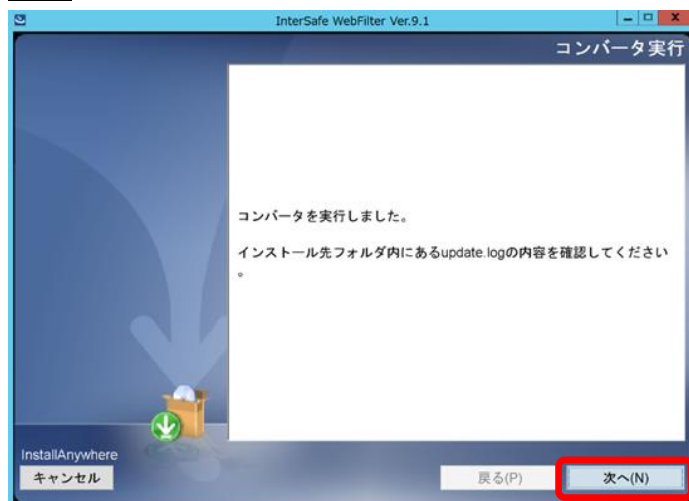 InterSafe WebFilter Ver.9.1
コンバータ実行
コンバータを実行しました。
インストール先フォルダ内にあるupdate.logの内容を確認してください
。
InstallAnywhere
キャンセル
戻る(P)
次へ(N)